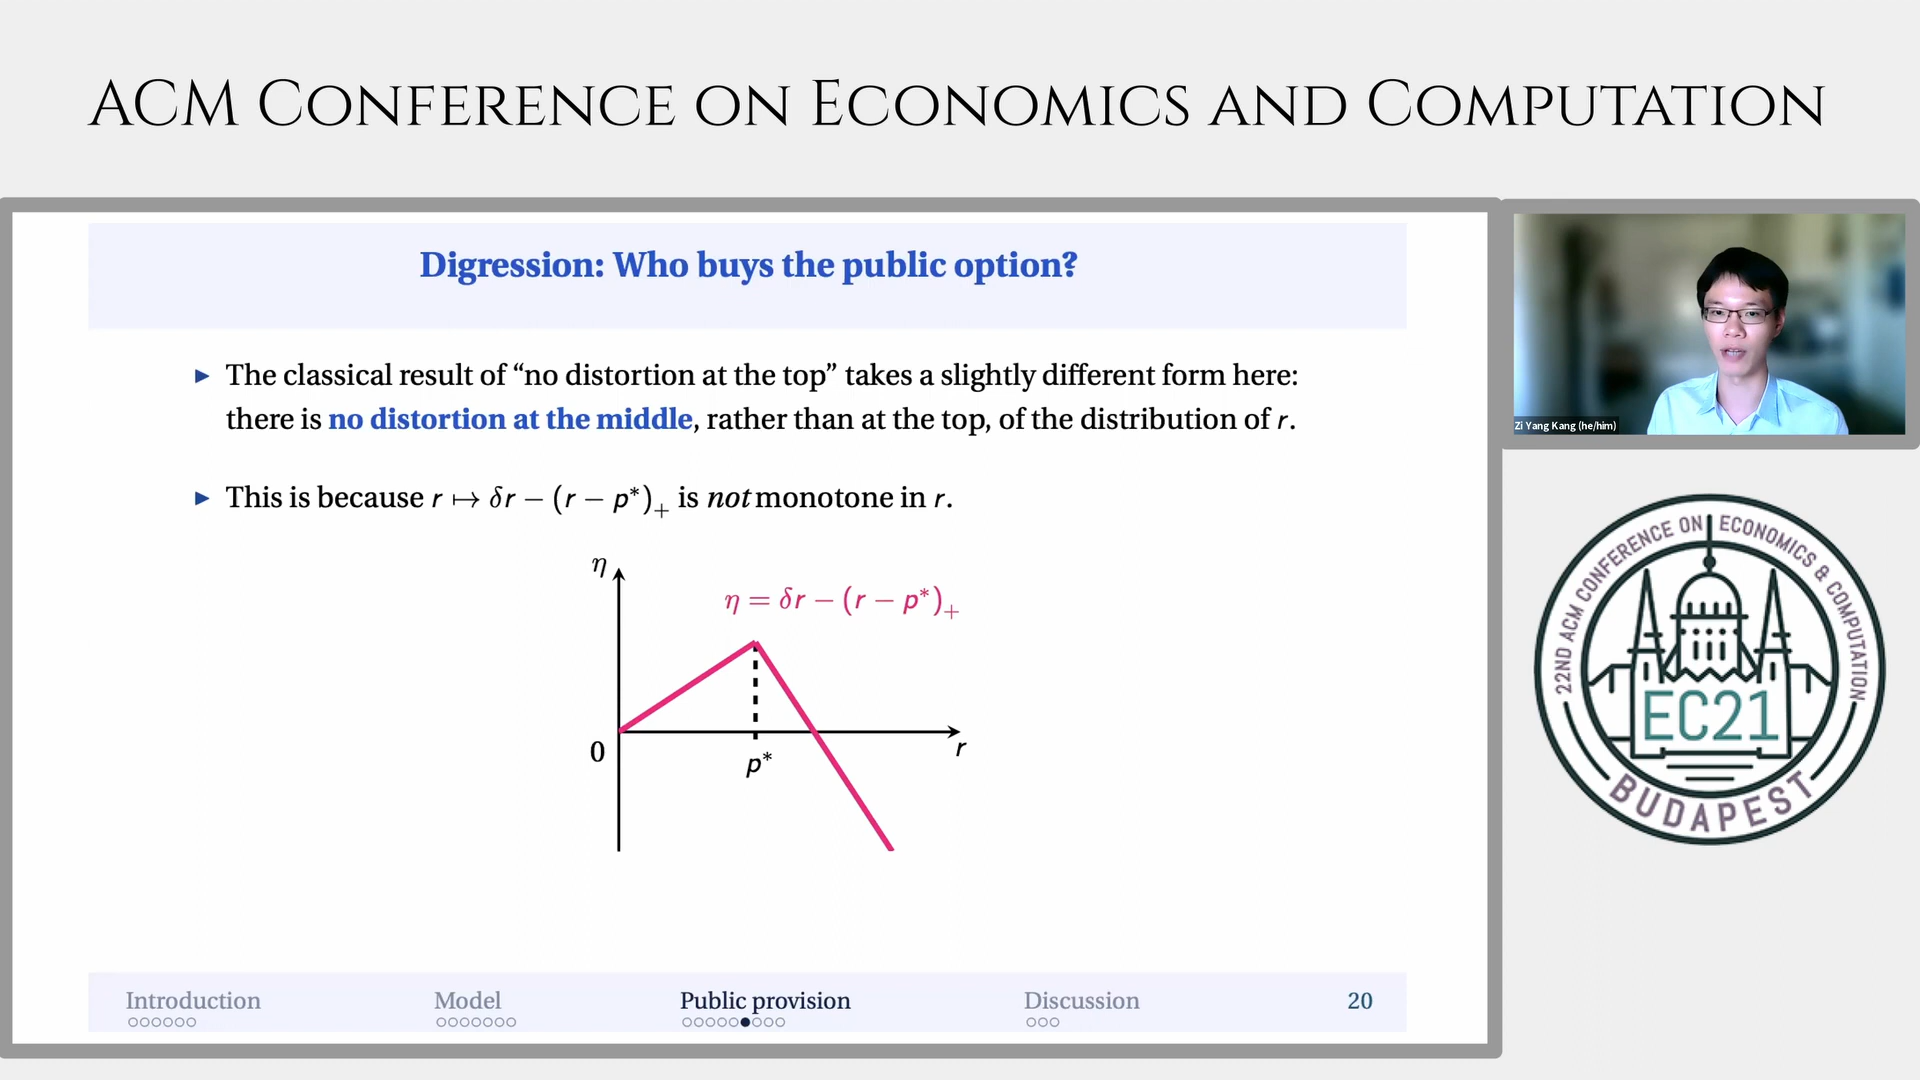 ACM Conference on Economics and Computation
Digression: Who buys the public option?
▶ The classical result of “no distortion at the top” takes a slightly different form here:
there is no distortion at the middle, rather than at the top, of the distribution of r.
▶ This is because r ↦ δr − (r − p*)₊ is not monotone in r.
η
η = δr − (r − p*)₊
0
p*
r
Introduction
Model
Public provision
Discussion
20
Zi Yang Kang (he/him)
22ND ACM CONFERENCE ON ECONOMICS & COMPUTATION
EC21
BUDAPEST